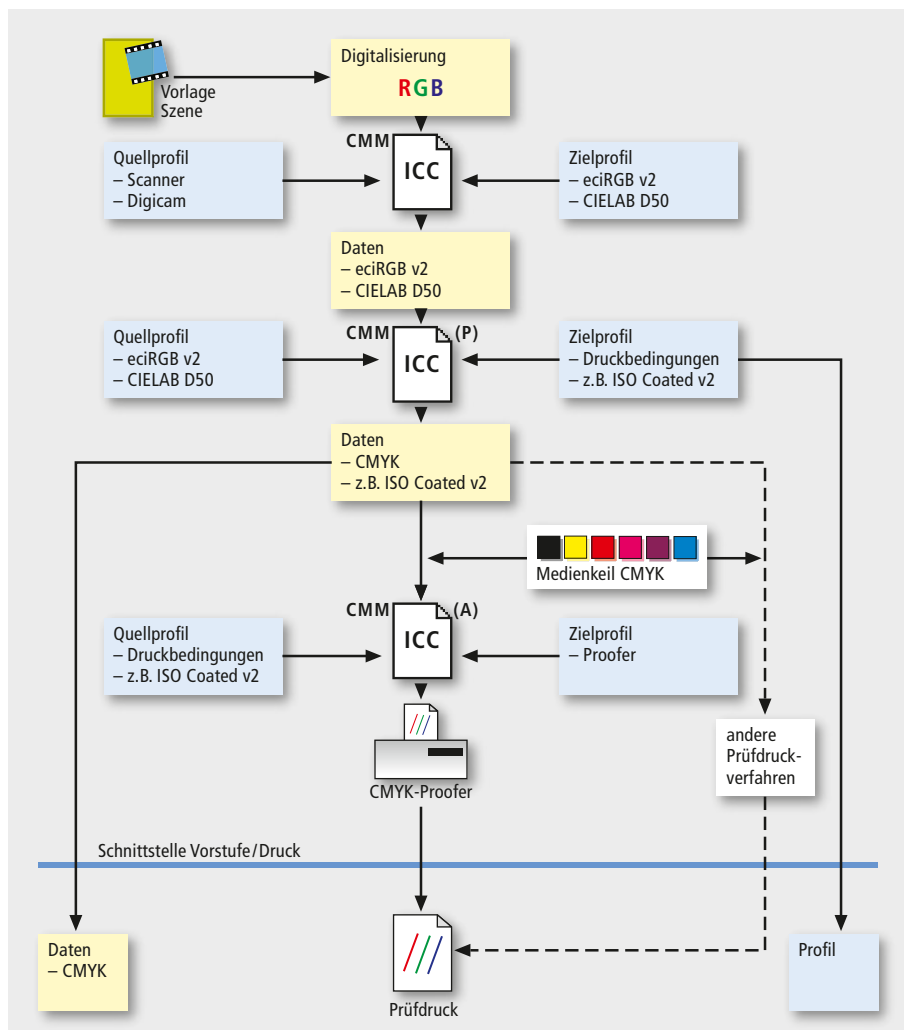 Digitalisierung
RGB
Vorlage
Szene
CMM
ICC
Quellprofil
– Scanner
– Digicam
Zielprofil
– eciRGB v2
– CIELAB D50
Daten
– eciRGB v2
– CIELAB D50
CMM
(P)
ICC
Quellprofil
– eciRGB v2
– CIELAB D50
Zielprofil
– Druckbedingungen
– z.B. ISO Coated v2
Daten
– CMYK
– z.B. ISO Coated v2
Medienkeil CMYK
CMM
(A)
ICC
Quellprofil
– Druckbedingungen
– z.B. ISO Coated v2
Zielprofil
– Proofer
andere
Prüfdruck-
verfahren
CMYK-Proofer
Schnittstelle Vorstufe/Druck
Daten
– CMYK
Prüfdruck
Profil